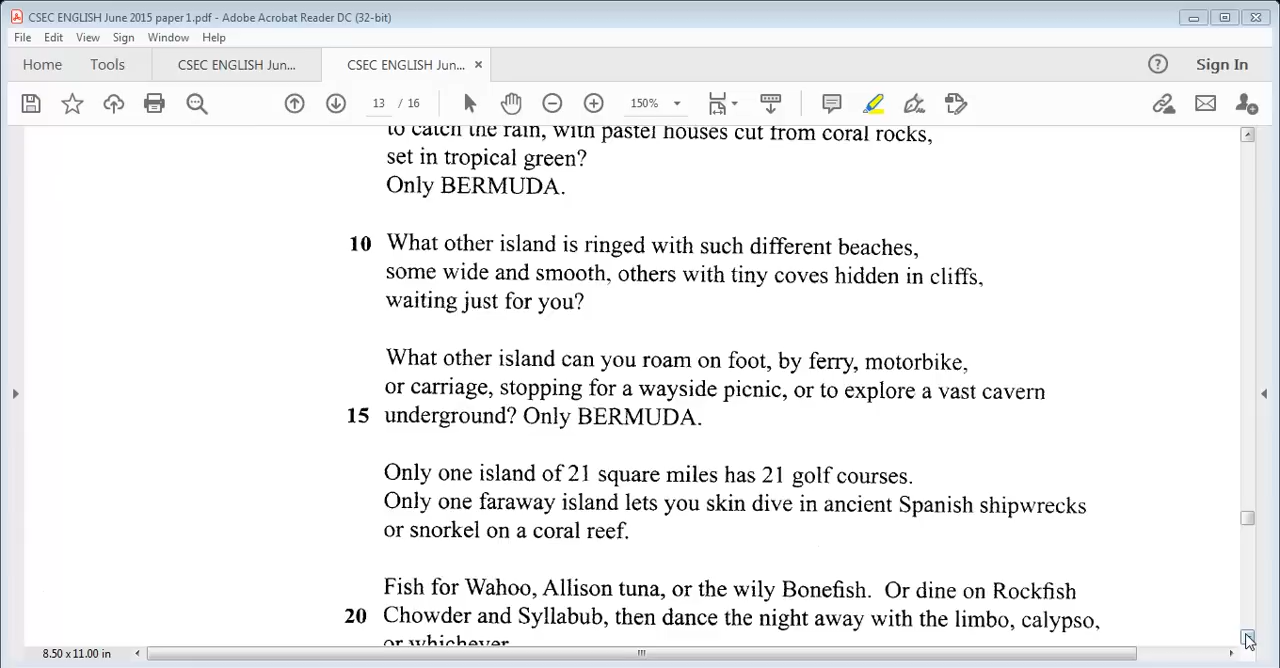 CSEC ENGLISH June 2015 paper 1.pdf - Adobe Acrobat Reader DC (32-bit)
File Edit View Sign Window Help
Home Tools CSEC ENGLISH Jun... CSEC ENGLISH Jun... × ? Sign In
13 / 16 150%
to catch the rain, with pastel houses cut from coral rocks,
set in tropical green?
Only BERMUDA.
10 What other island is ringed with such different beaches,
some wide and smooth, others with tiny coves hidden in cliffs,
waiting just for you?
What other island can you roam on foot, by ferry, motorbike,
or carriage, stopping for a wayside picnic, or to explore a vast cavern
15 underground? Only BERMUDA.
Only one island of 21 square miles has 21 golf courses.
Only one faraway island lets you skin dive in ancient Spanish shipwrecks
or snorkel on a coral reef.
Fish for Wahoo, Allison tuna, or the wily Bonefish. Or dine on Rockfish
20 Chowder and Syllabub, then dance the night away with the limbo, calypso,
or whichever
8.50 x 11.00 in